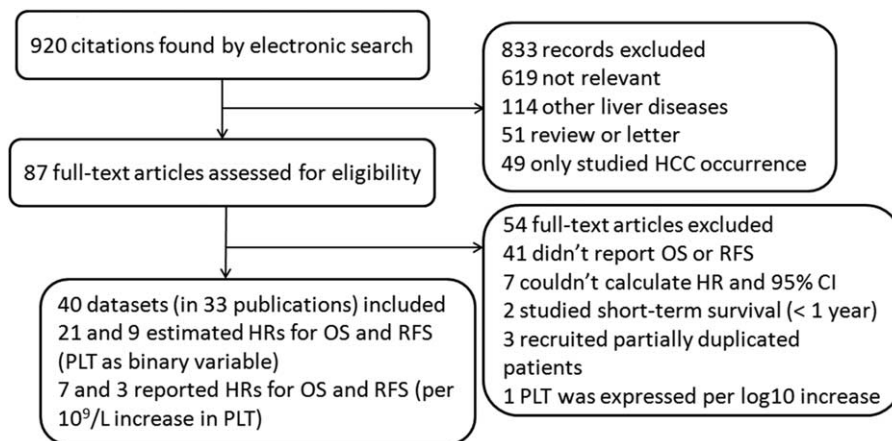 920 citations found by electronic search
833 records excluded
619 not relevant
114 other liver diseases
51 review or letter
49 only studied HCC occurrence
87 full-text articles assessed for eligibility
54 full-text articles excluded
41 didn't report OS or RFS
7 couldn't calculate HR and 95% CI
2 studied short-term survival (< 1 year)
3 recruited partially duplicated
patients
1 PLT was expressed per log10 increase
40 datasets (in 33 publications) included
21 and 9 estimated HRs for OS and RFS
(PLT as binary variable)
7 and 3 reported HRs for OS and RFS (per
10⁹/L increase in PLT)